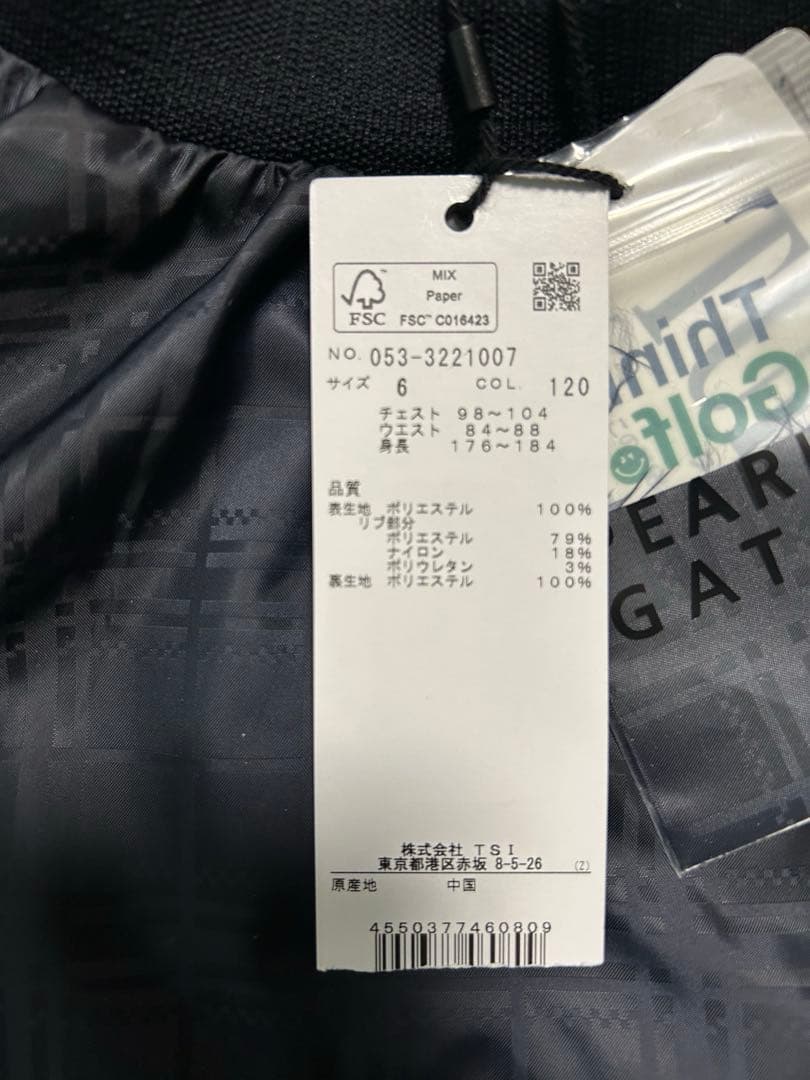 MIX
Paper
FSC
FSC™ C016423
NO. 053-3221007
サイズ 6 COL. 120
チェスト 98～104
ウエスト 84～88
身長 176～184
品質
表生地 ポリエステル 100%
リブ部分
ポリエステル 79%
ナイロン 18%
ポリウレタン 3%
裏生地 ポリエステル 100%
株式会社 TSI
東京都港区赤坂 8-5-26 (Z)
原産地 中国
4550377460809
Golf
PEAR
GAT